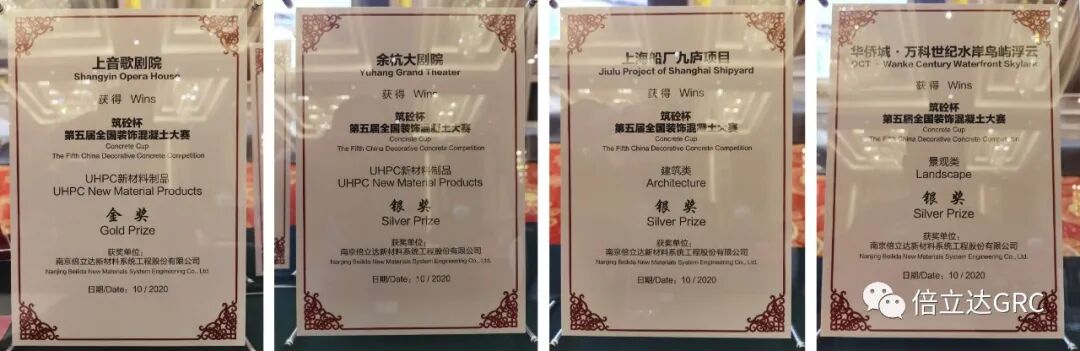 上音歌剧院
Shangyin Opera House
获得 Wins
筑砼杯
第五届全国装饰混凝土大赛
Concrete Cup
The Fifth China Decorative Concrete Competition
UHPC新材料制品
UHPC New Material Products
金奖
Gold Prize
获奖单位：
南京倍立达新材料系统工程股份有限公司
Nanjing Beilida New Materials System Engineering Co., Ltd.
日期/Date：10 / 2020
余杭大剧院
Yuhang Grand Theater
获得 Wins
筑砼杯
第五届全国装饰混凝土大赛
Concrete Cup
The Fifth China Decorative Concrete Competition
UHPC新材料制品
UHPC New Material Products
银奖
Silver Prize
获奖单位：
南京倍立达新材料系统工程股份有限公司
Nanjing Beilida New Materials System Engineering Co., Ltd.
日期/Date：10 / 2020
上海船厂九庐项目
Jiulu Project of Shanghai Shipyard
获得 Wins
筑砼杯
第五届全国装饰混凝土大赛
Concrete Cup
The Fifth China Decorative Concrete Competition
建筑类
Architecture
银奖
Silver Prize
获奖单位：
南京倍立达新材料系统工程股份有限公司
Nanjing Beilida New Materials System Engineering Co., Ltd.
日期/Date：10 / 2020
华侨城·万科世纪水岸鸟屿浮云
OCT · Wanke Century Waterfront Skylark
获得 Wins
筑砼杯
第五届全国装饰混凝土大赛
Concrete Cup
The Fifth China Decorative Concrete Competition
景观类
Landscape
银奖
Silver Prize
获奖单位：
南京倍立达新材料系统工程股份有限公司
Nanjing Beilida New Materials System Engineering Co., Ltd.
日期/Date：10 / 2020
倍立达GRC